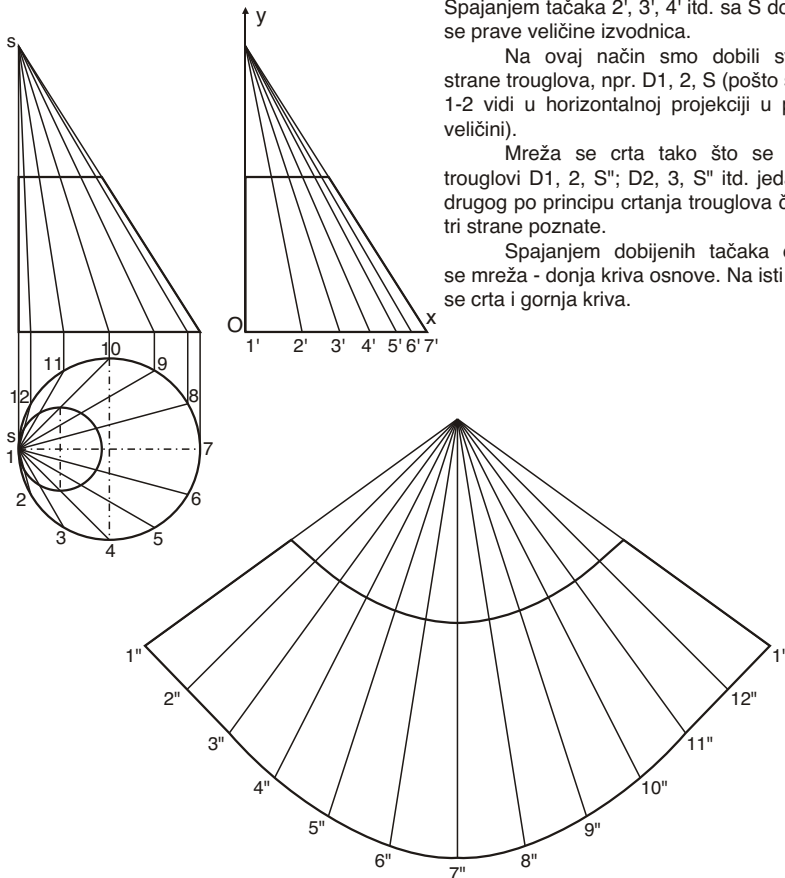 Spajanjem tačaka 2', 3', 4' itd. sa S
se prave veličine izvodnica.
Na ovaj način smo dobili
strane trouglova, npr. D1, 2, S (pošto
1-2 vidi u horizontalnoj projekciji u
veličini).
Mreža se crta tako što se
trouglovi D1, 2, S"; D2, 3, S" itd.
drugog po principu crtanja trouglova
tri strane poznate.
Spajanjem dobijenih tačaka
se mreža - donja kriva osnove. Na isti
se crta i gornja kriva.
s
y
O
x
1' 2' 3' 4' 5' 6' 7'
10
11
9
12
8
s
1
7
2
6
3
5
4
1"
1"
2"
12"
3"
11"
4"
10"
5"
9"
6"
8"
7"